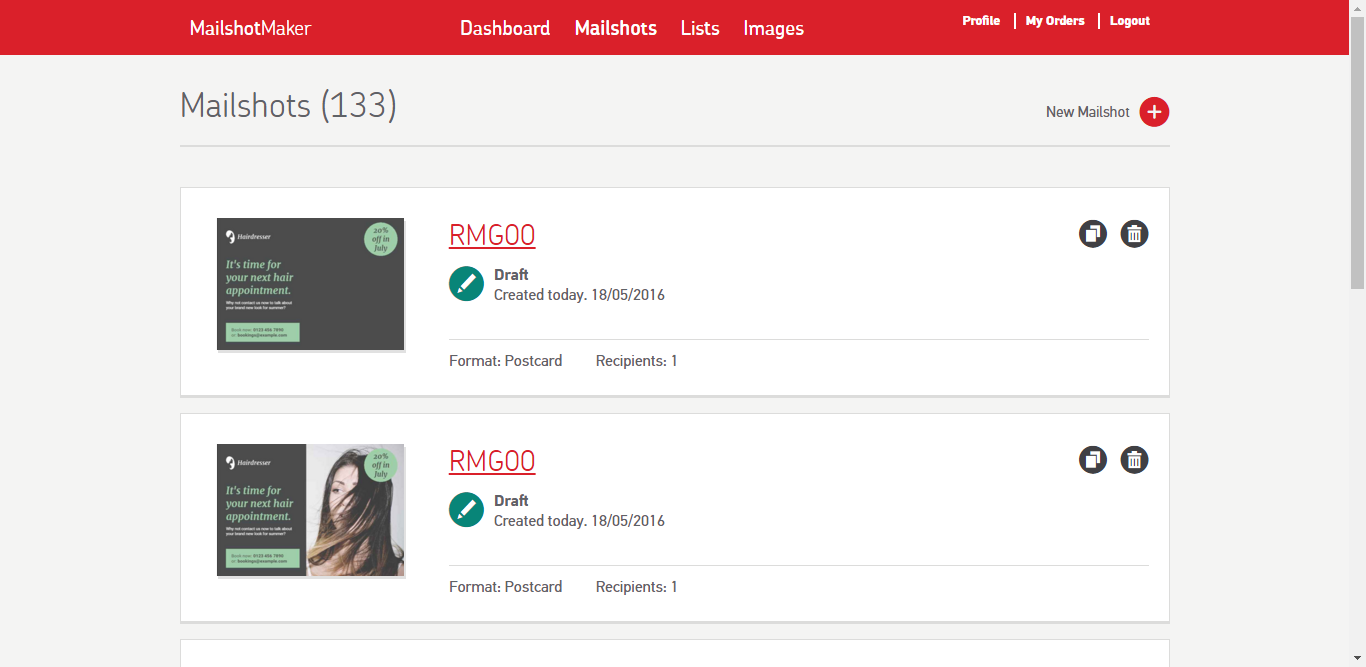 MailshotMaker
Dashboard Mailshots Lists Images
Profile My Orders Logout
Mailshots (133)
New Mailshot
Hairdresser
20%
off in
July
It's time for
your next hair
appointment.
Why not contact us now to talk about
your brand new look for summer?
Book now: 0123 456 7890
or: bookings@example.com
RMG00
Draft
Created today. 18/05/2016
Format: Postcard Recipients: 1
Hairdresser
20%
off in
July
It's time for
your next hair
appointment.
Why not contact us now to talk about
your brand new look for summer?
Book now: 0123 456 7890
or: bookings@example.com
RMG00
Draft
Created today. 18/05/2016
Format: Postcard Recipients: 1